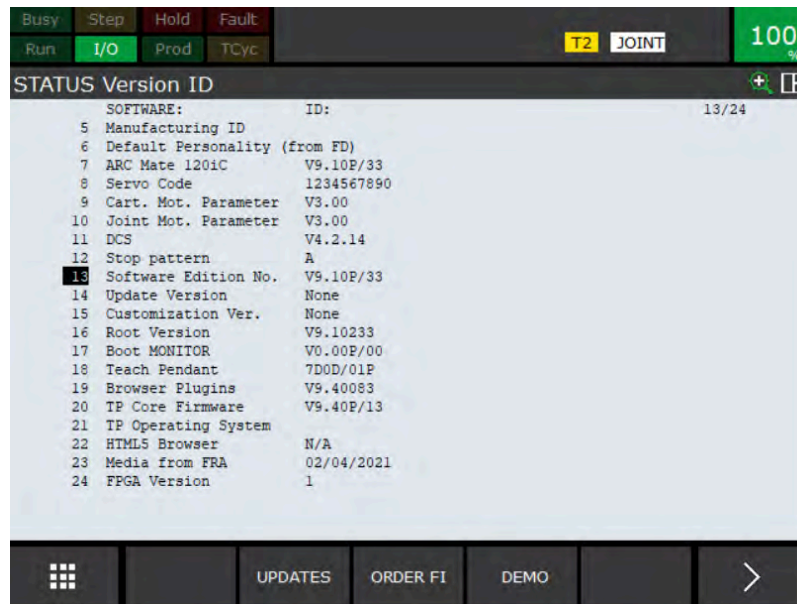 Busy Step Hold Fault
Run I/O Prod TCyc T2 JOINT 100
%
STATUS Version ID
SOFTWARE: ID: 13/24
5 Manufacturing ID
6 Default Personality (from FD)
7 ARC Mate 120iC V9.10P/33
8 Servo Code 1234567890
9 Cart. Mot. Parameter V3.00
10 Joint Mot. Parameter V3.00
11 DCS V4.2.14
12 Stop pattern A
13 Software Edition No. V9.10P/33
14 Update Version None
15 Customization Ver. None
16 Root Version V9.10233
17 Boot MONITOR V0.00P/00
18 Teach Pendant 7D0D/01P
19 Browser Plugins V9.40083
20 TP Core Firmware V9.40P/13
21 TP Operating System
22 HTML5 Browser N/A
23 Media from FRA 02/04/2021
24 FPGA Version 1
UPDATES ORDER FI DEMO